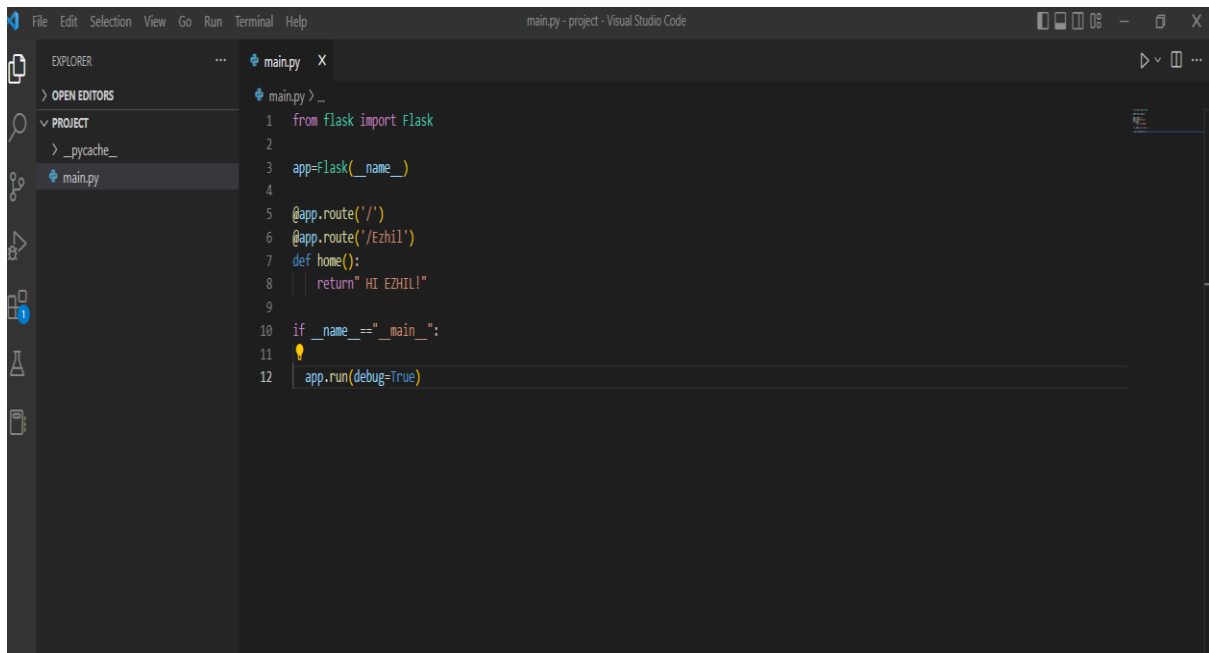 File Edit Selection View Go Run Terminal Help
main.py - project - Visual Studio Code
EXPLORER ...
main.py X
OPEN EDITORS
PROJECT
_pycache_
main.py
1
main.py > ...
1 from flask import Flask
2
3 app=Flask(__name__)
4
5 @app.route('/')
6 @app.route('/Ezhil')
7 def home():
8 return" HI EZHIL!"
9
10 if __name__=="__main__":
11
12 app.run(debug=True)